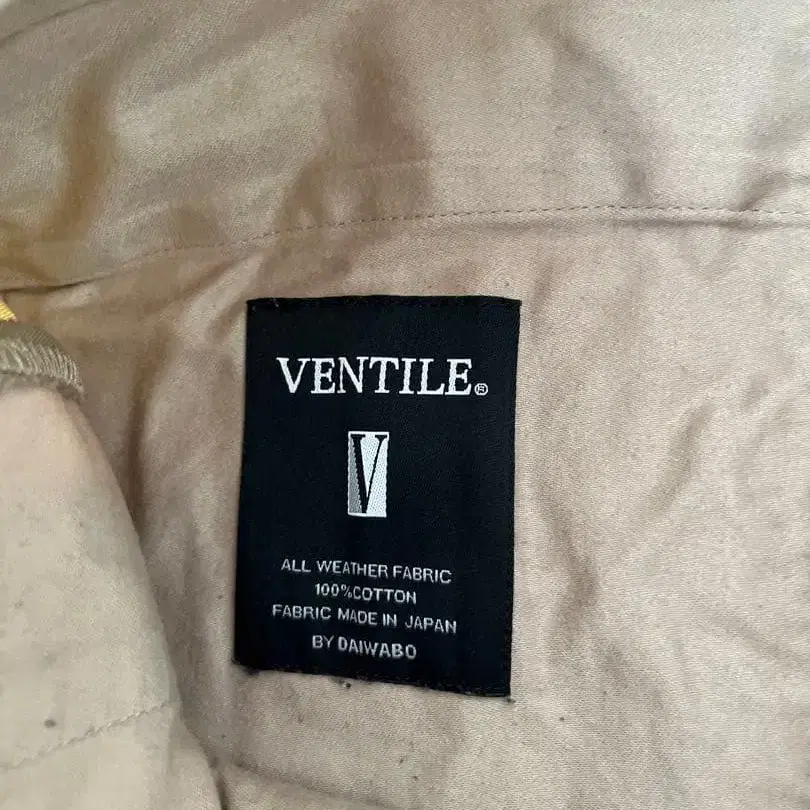 VENTILE®
V
ALL WEATHER FABRIC
100%COTTON
FABRIC MADE IN JAPAN
BY DAIWABO